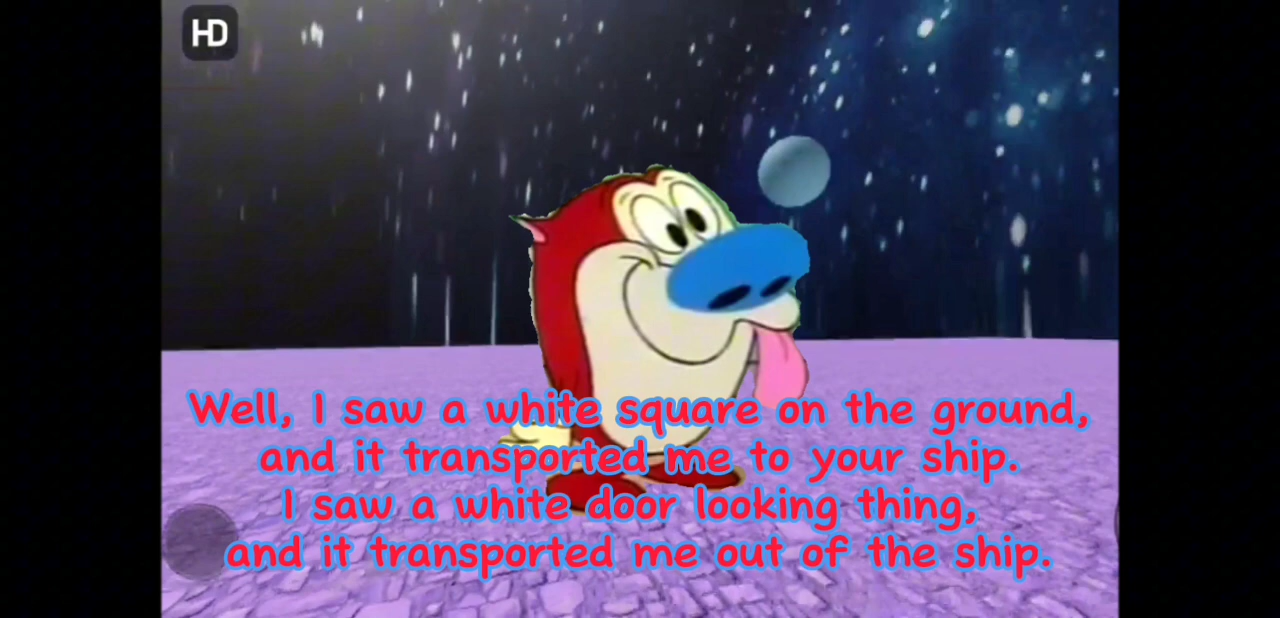 HD
Well, I saw a white square on the ground,
and it transported me to your ship.
I saw a white door looking thing,
and it transported me out of the ship.